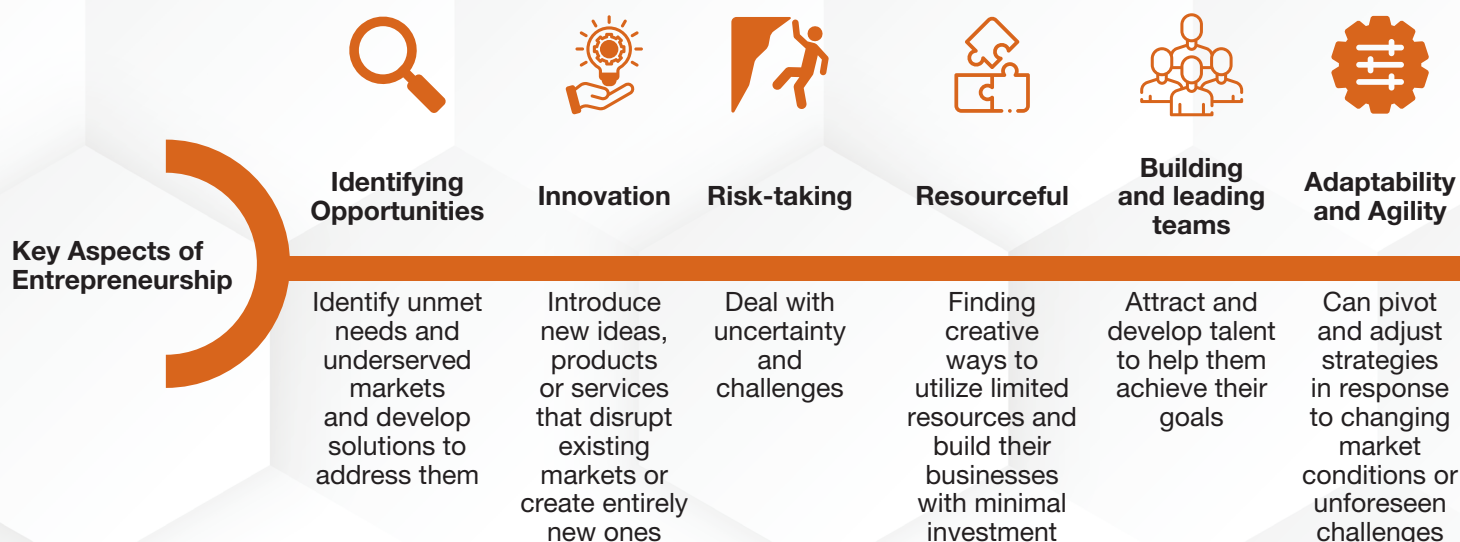 Key Aspects of
Entrepreneurship
Identifying
Opportunities
Identify unmet
needs and
underserved
markets
and develop
solutions to
address them
Innovation
Introduce
new ideas,
products
or services
that disrupt
existing
markets or
create entirely
new ones
Risk-taking
Deal with
uncertainty
and
challenges
Resourceful
Finding
creative
ways to
utilize limited
resources and
build their
businesses
with minimal
investment
Building
and leading
teams
Attract and
develop talent
to help them
achieve their
goals
Adaptability
and Agility
Can pivot
and adjust
strategies
in response
to changing
market
conditions or
unforeseen
challenges